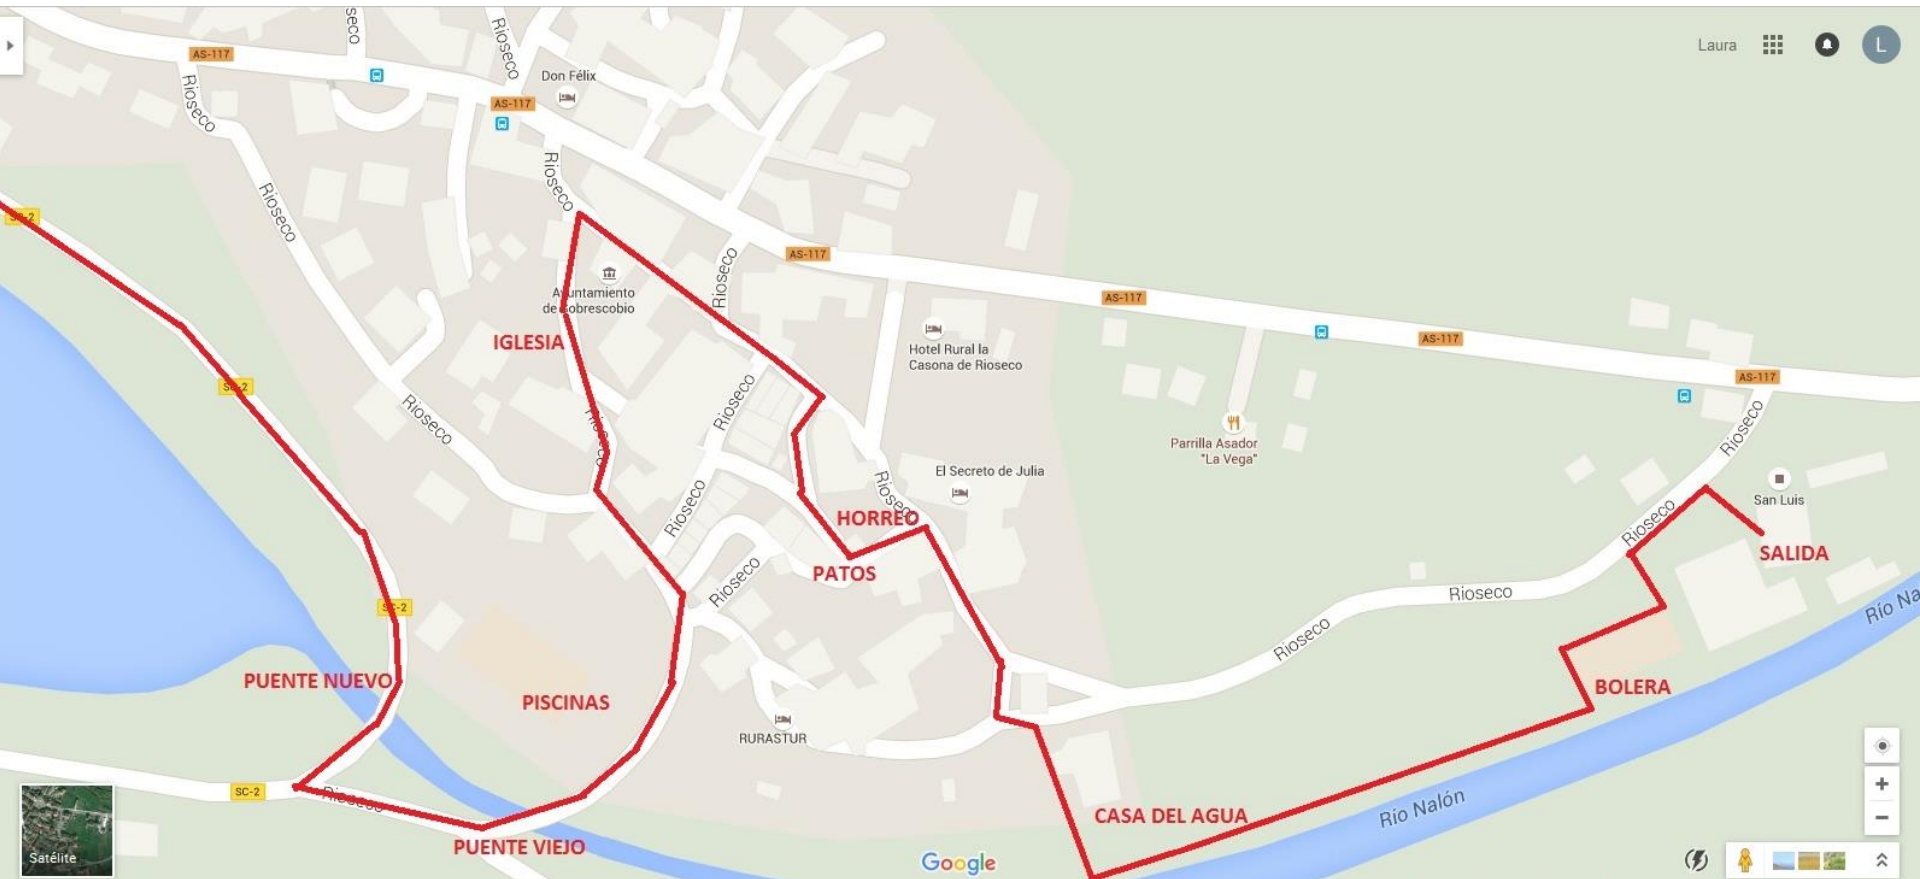 Rioseco
Rioseco
AS-117
Don Félix
AS-117
Rioseco
Rioseco
Rioseco
SC-2
AS-117
Rioseco
Ayuntamiento
de Sobrescobio
IGLESIA
AS-117
AS-117
AS-117
Hotel Rural la
Casona de Rioseco
SC-2
Rioseco
Rioseco
Rioseco
Rioseco
Parrilla Asador
"La Vega"
Rioseco
El Secreto de Julia
Rioseco
Rioseco
San Luis
Rioseco
HORREO
SALIDA
PATOS
Rioseco
Rioseco
Río Na
SC-2
Rioseco
PUENTE NUEVO
PISCINAS
BOLERA
RURASTUR
SC-2
Rioseco
CASA DEL AGUA
Río Nalón
PUENTE VIEJO
Satélite
Google
Laura
L